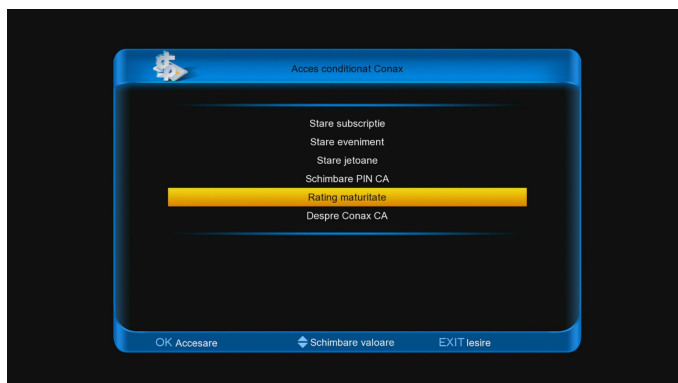 Acces conditionat Conax
Stare subscriptie
Stare eveniment
Stare jetoane
Schimbare PIN CA
Rating maturitate
Despre Conax CA
OK Accesare Schimbare valoare EXIT Iesire